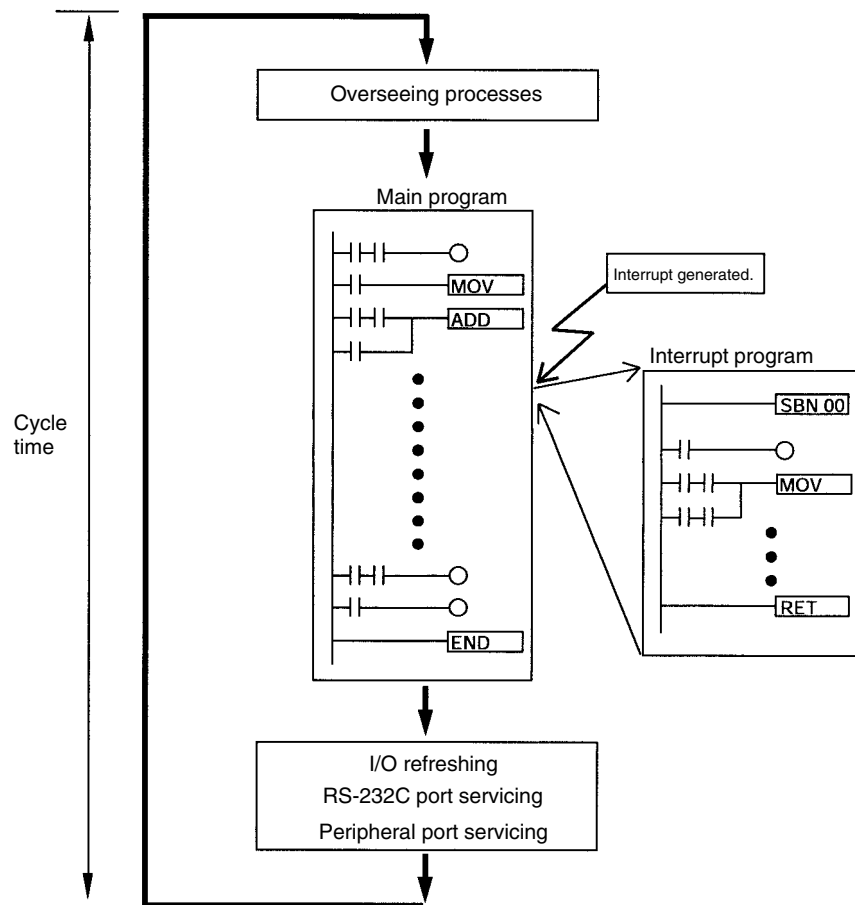 Overseeing processes
Main program
MOV
ADD
END
Interrupt generated.
Interrupt program
SBN 00
MOV
RET
Cycle
time
I/O refreshing
RS-232C port servicing
Peripheral port servicing